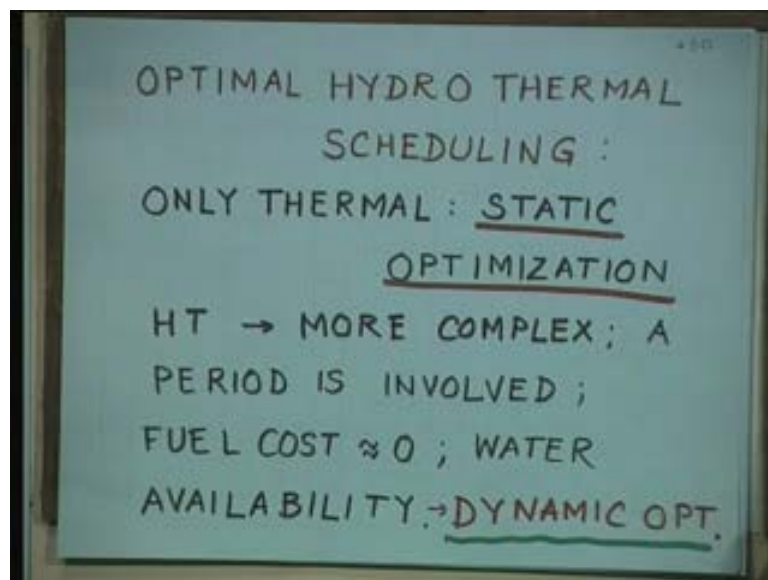 OPTIMAL HYDRO THERMAL
SCHEDULING :
ONLY THERMAL : STATIC
OPTIMIZATION
HT → MORE COMPLEX ; A
PERIOD IS INVOLVED ;
FUEL COST ≈ 0 ; WATER
AVAILABILITY. → DYNAMIC OPT.